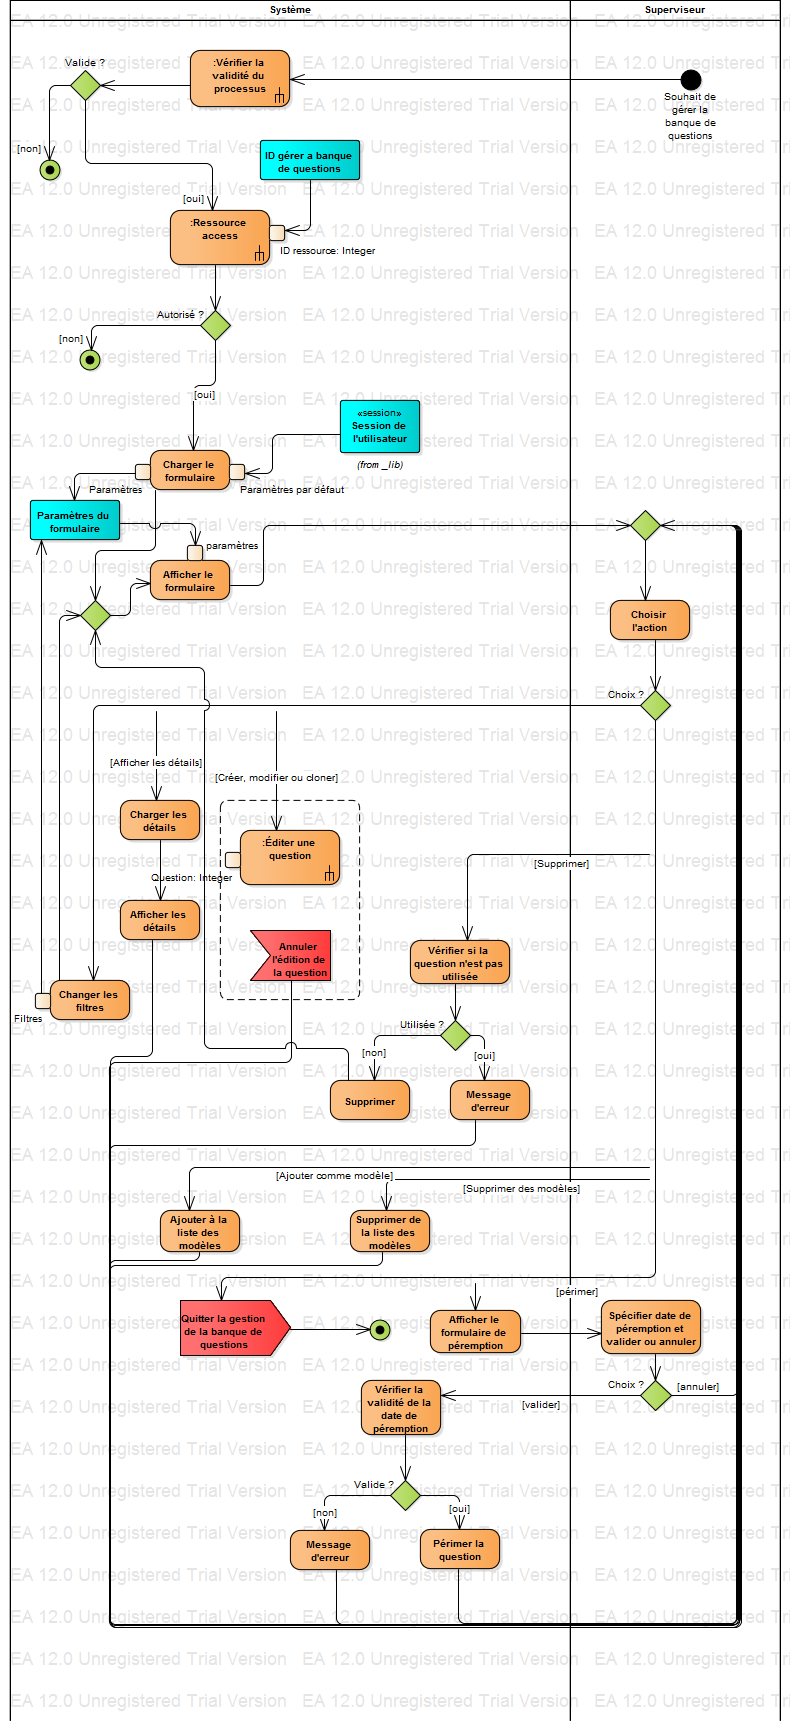 Système
Superviseur
Valide ?
:Vérifier la
validité du
processus
Souhait de
gérer la
banque de
questions
[non]
ID gérer a banque
de questions
[oui]
:Ressource
access
ID ressource: Integer
Autorisé ?
[non]
[oui]
«session»
Session de
l'utilisateur
(from _lib)
Charger le
formulaire
Paramètres
Paramètres par défaut
Paramètres du
formulaire
paramètres
Afficher le
formulaire
Choisir
l'action
Choix ?
[Afficher les détails]
[Créer, modifier ou cloner]
Charger les
détails
:Éditer une
question
Question: Integer
[Supprimer]
Afficher les
détails
Annuler
l'édition de
la question
Vérifier si la
question n'est pas
utilisée
Changer les
filtres
Filtres
Utilisée ?
[non]
[oui]
Supprimer
Message
d'erreur
[Ajouter comme modèle]
[Supprimer des modèles]
Ajouter à la
liste des
modèles
Supprimer de
la liste des
modèles
[périmer]
Quitter la gestion
de la banque de
questions
Afficher le
formulaire de
péremption
Spécifier date de
péremption et
valider ou annuler
Choix ?
[annuler]
[valider]
Vérifier la
validité de la
date de
péremption
Valide ?
[non]
[oui]
Message
d'erreur
Périmer la
question
EA 12.0 Unregistered Trial Version